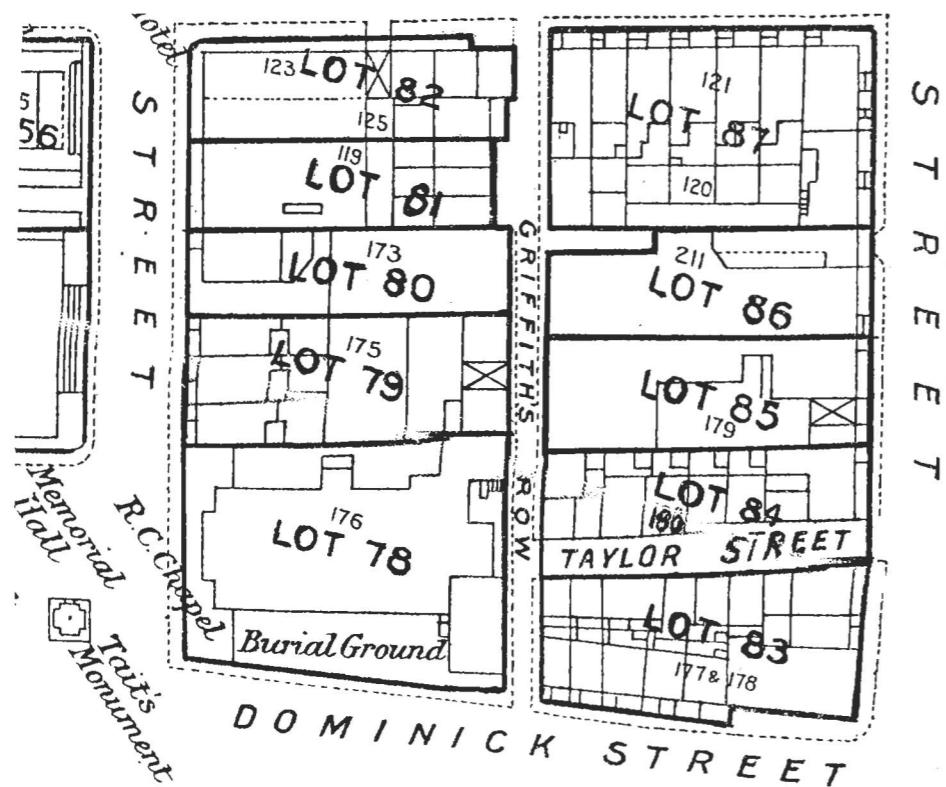 56
STREET
123
LOT 82
125
119
LOT 81
173
LOT 80
175
LOT 79
176
LOT 78
Burial Ground
R.C. Chapel
Memorial
Hall
Tait's
Monument
GRIFFITH'S ROW
121
LOT 87
120
211
LOT 86
LOT 85
179
LOT 84
180
TAYLOR STREET
LOT 83
177 & 178
STREET
DOMINICK STREET